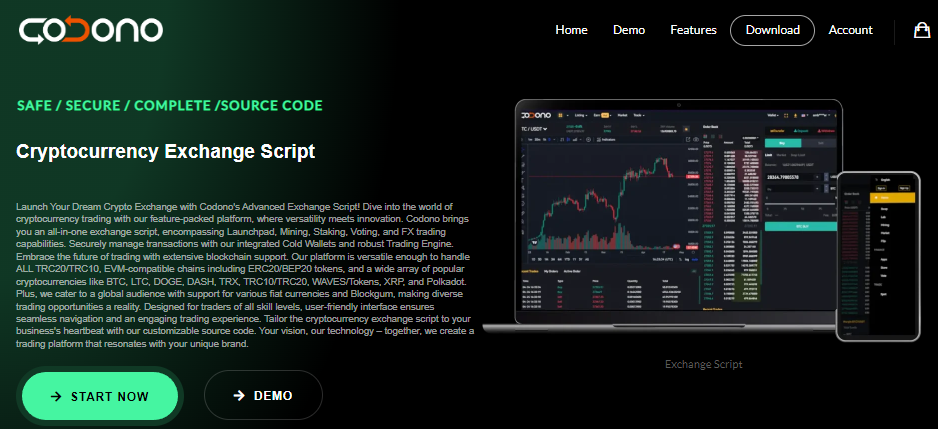 CODONO
Home
Demo
Features
Download
Account
SAFE / SECURE / COMPLETE /SOURCE CODE
Cryptocurrency Exchange Script
Launch Your Dream Crypto Exchange with Codono's Advanced Exchange Script! Dive into the world of
cryptocurrency trading with our feature-packed platform, where versatility meets innovation. Codono brings
you an all-in-one exchange script, encompassing Launchpad, Mining, Staking, Voting, and FX trading
capabilities. Securely manage transactions with our integrated Cold Wallets and robust Trading Engine.
Embrace the future of trading with extensive blockchain support. Our platform is versatile enough to handle
ALL TRC20/TRC10, EVM-compatible chains including ERC20/BEP20 tokens, and a wide array of popular
cryptocurrencies like BTC, LTC, DOGE, DASH, TRX, TRC10/TRC20, WAVES/Tokens, XRP, and Polkadot.
Plus, we cater to a global audience with support for various fiat currencies and Blockgum, making diverse
trading opportunities a reality. Designed for traders of all skill levels, user-friendly interface ensures
seamless navigation and an engaging trading experience. Tailor the cryptocurrency exchange script to your
business's heartbeat with our customizable source code. Your vision, our technology – together, we create a
trading platform that resonates with your unique brand.
START NOW
DEMO
CODONO
TC / USDT
Order Book
Buy
28364.79005578
Exchange Script